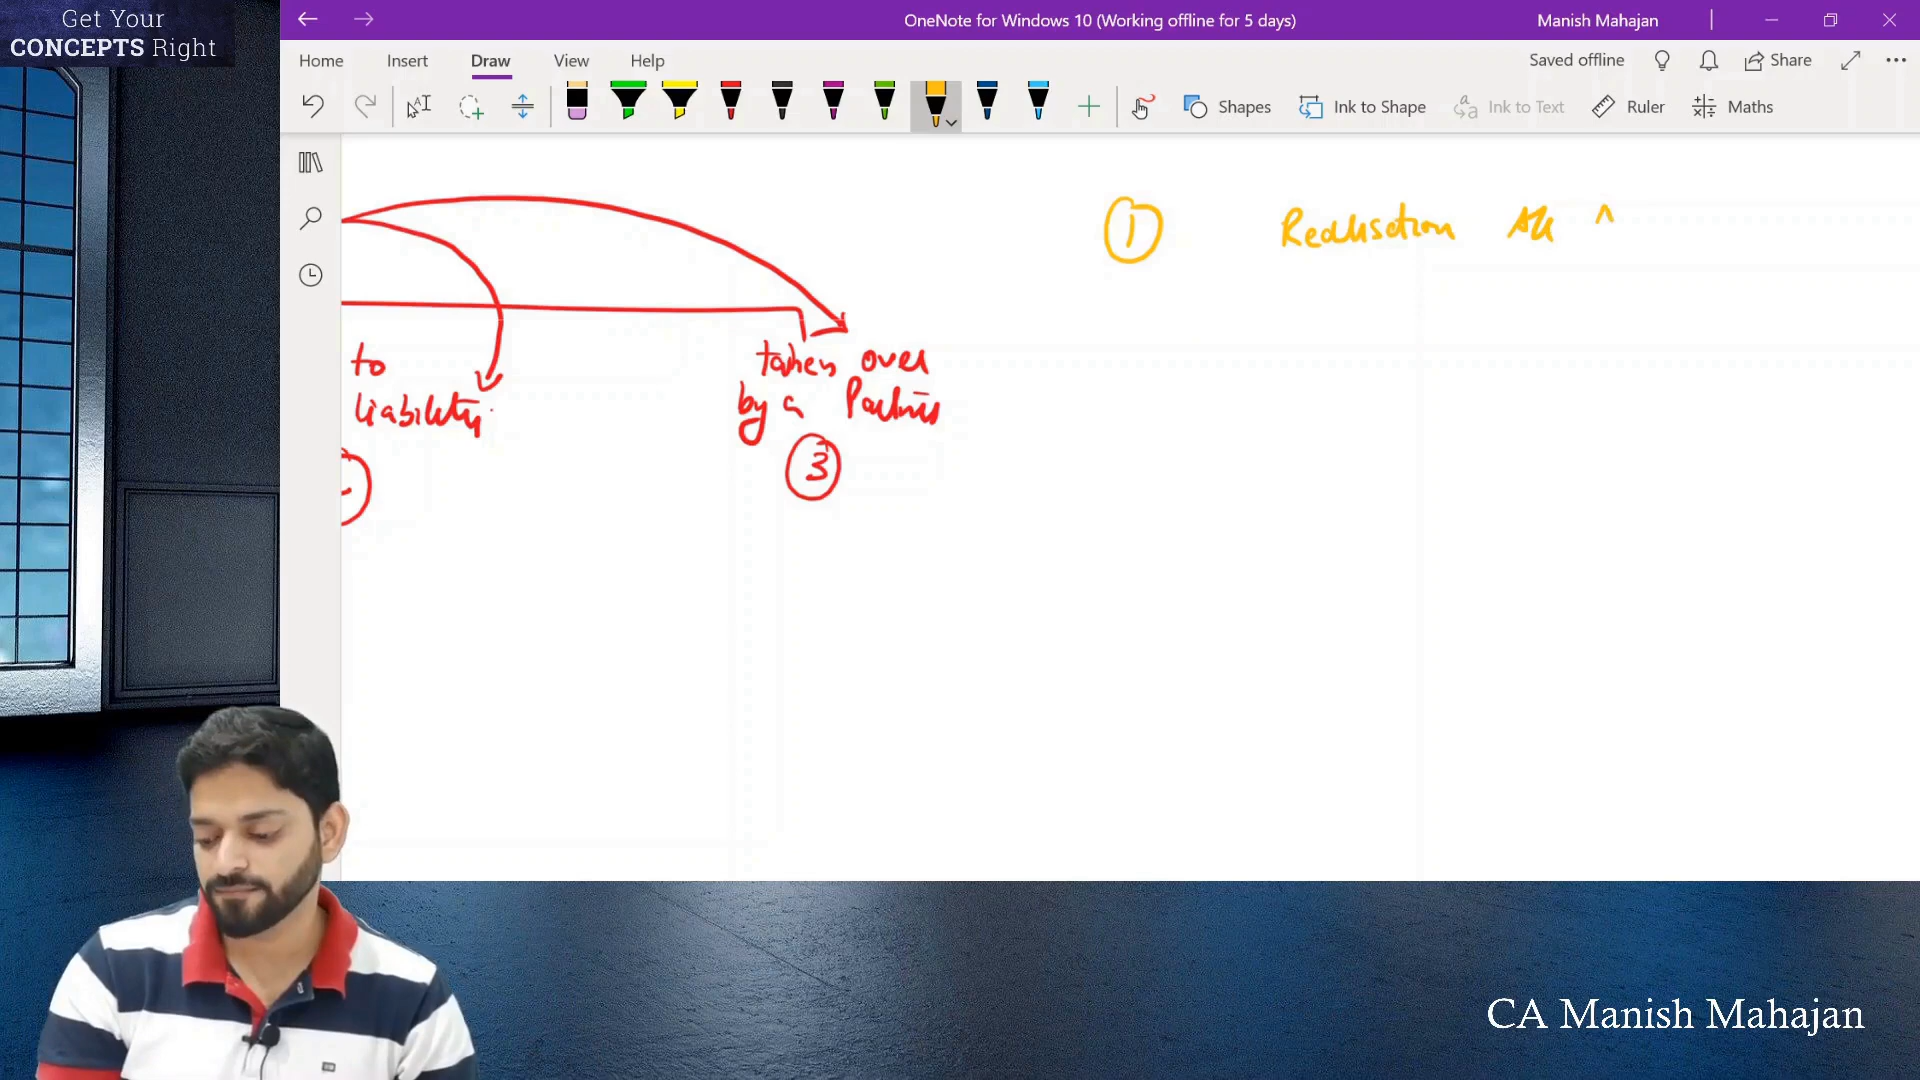 Get Your
CONCEPTS Right
OneNote for Windows 10 (Working offline for 5 days)
Manish Mahajan
Home
Insert
Draw
View
Help
Saved offline
Share
Shapes
Ink to Shape
Ink to Text
Ruler
Maths
1 Realisation
to
liability
taken over
by a Partner
3
CA Manish Mahajan